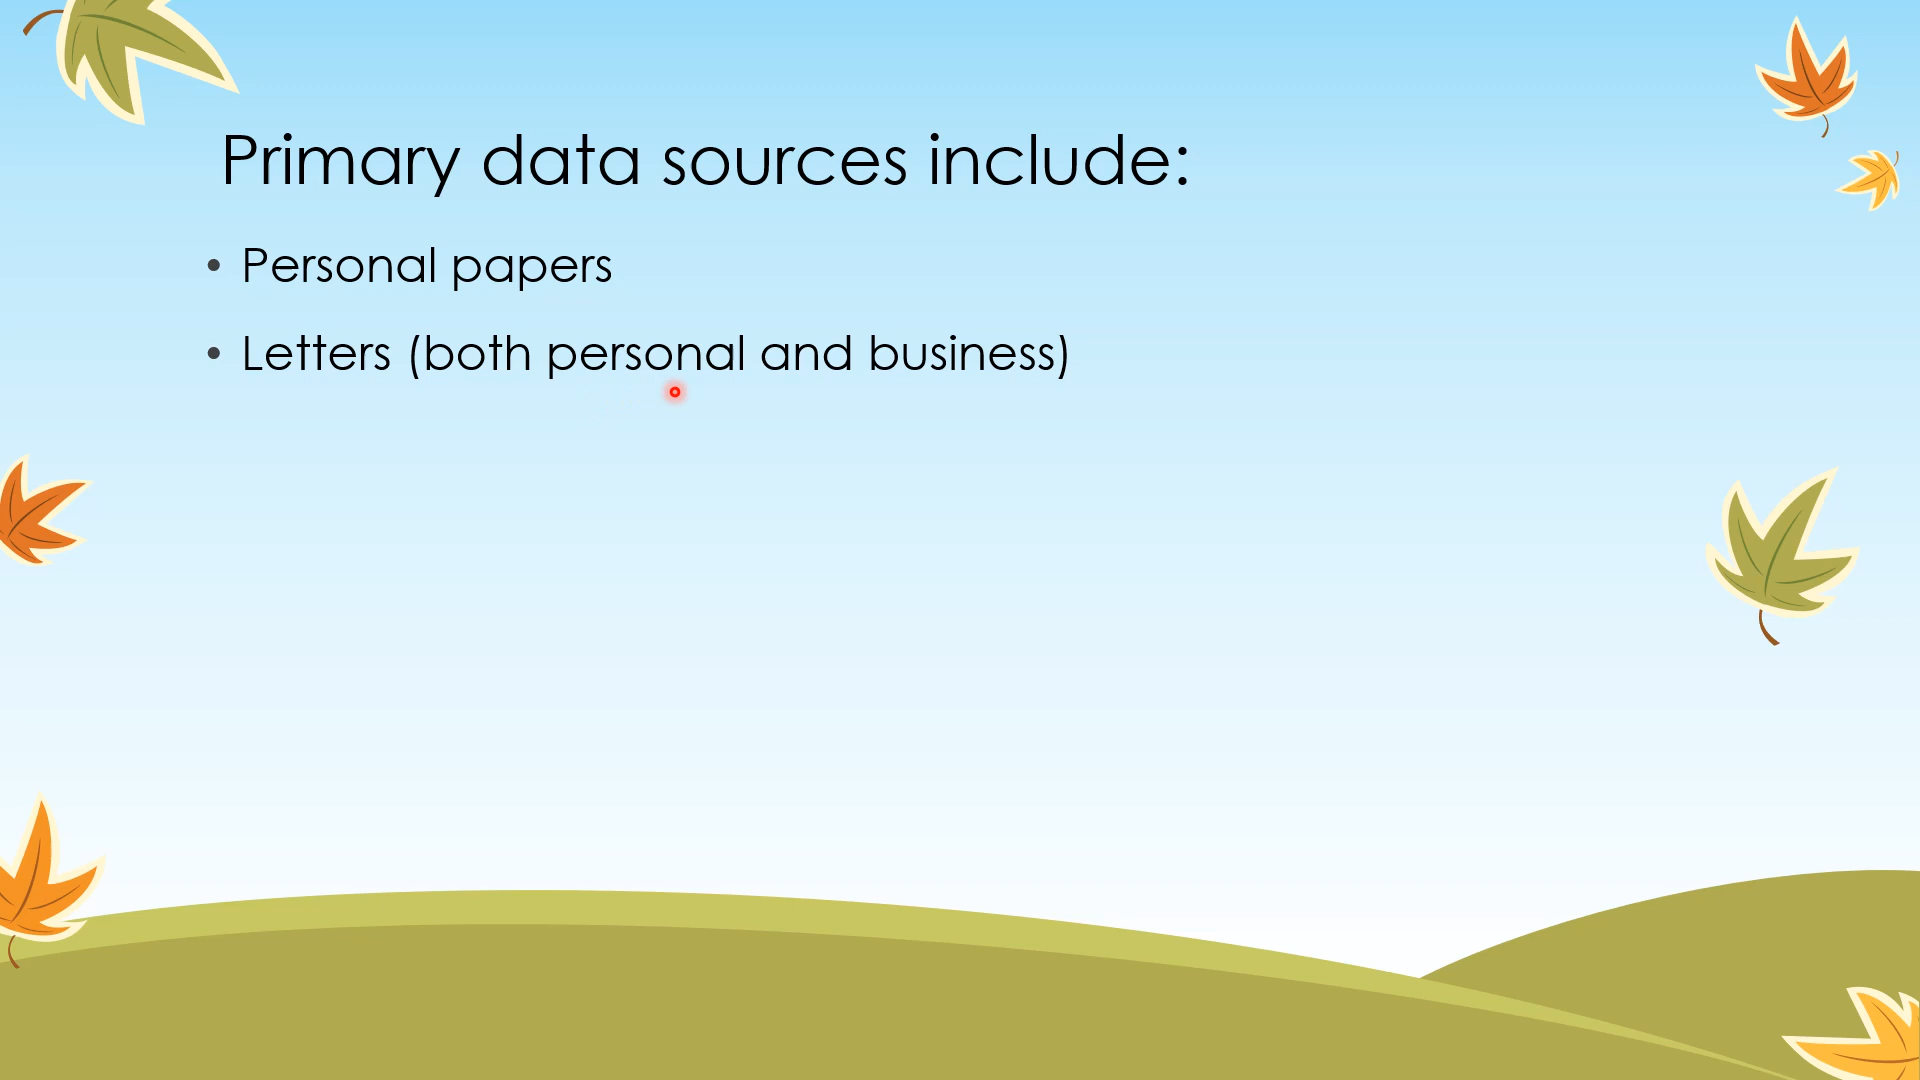 Primary data sources include:
• Personal papers
• Letters (both personal and business)